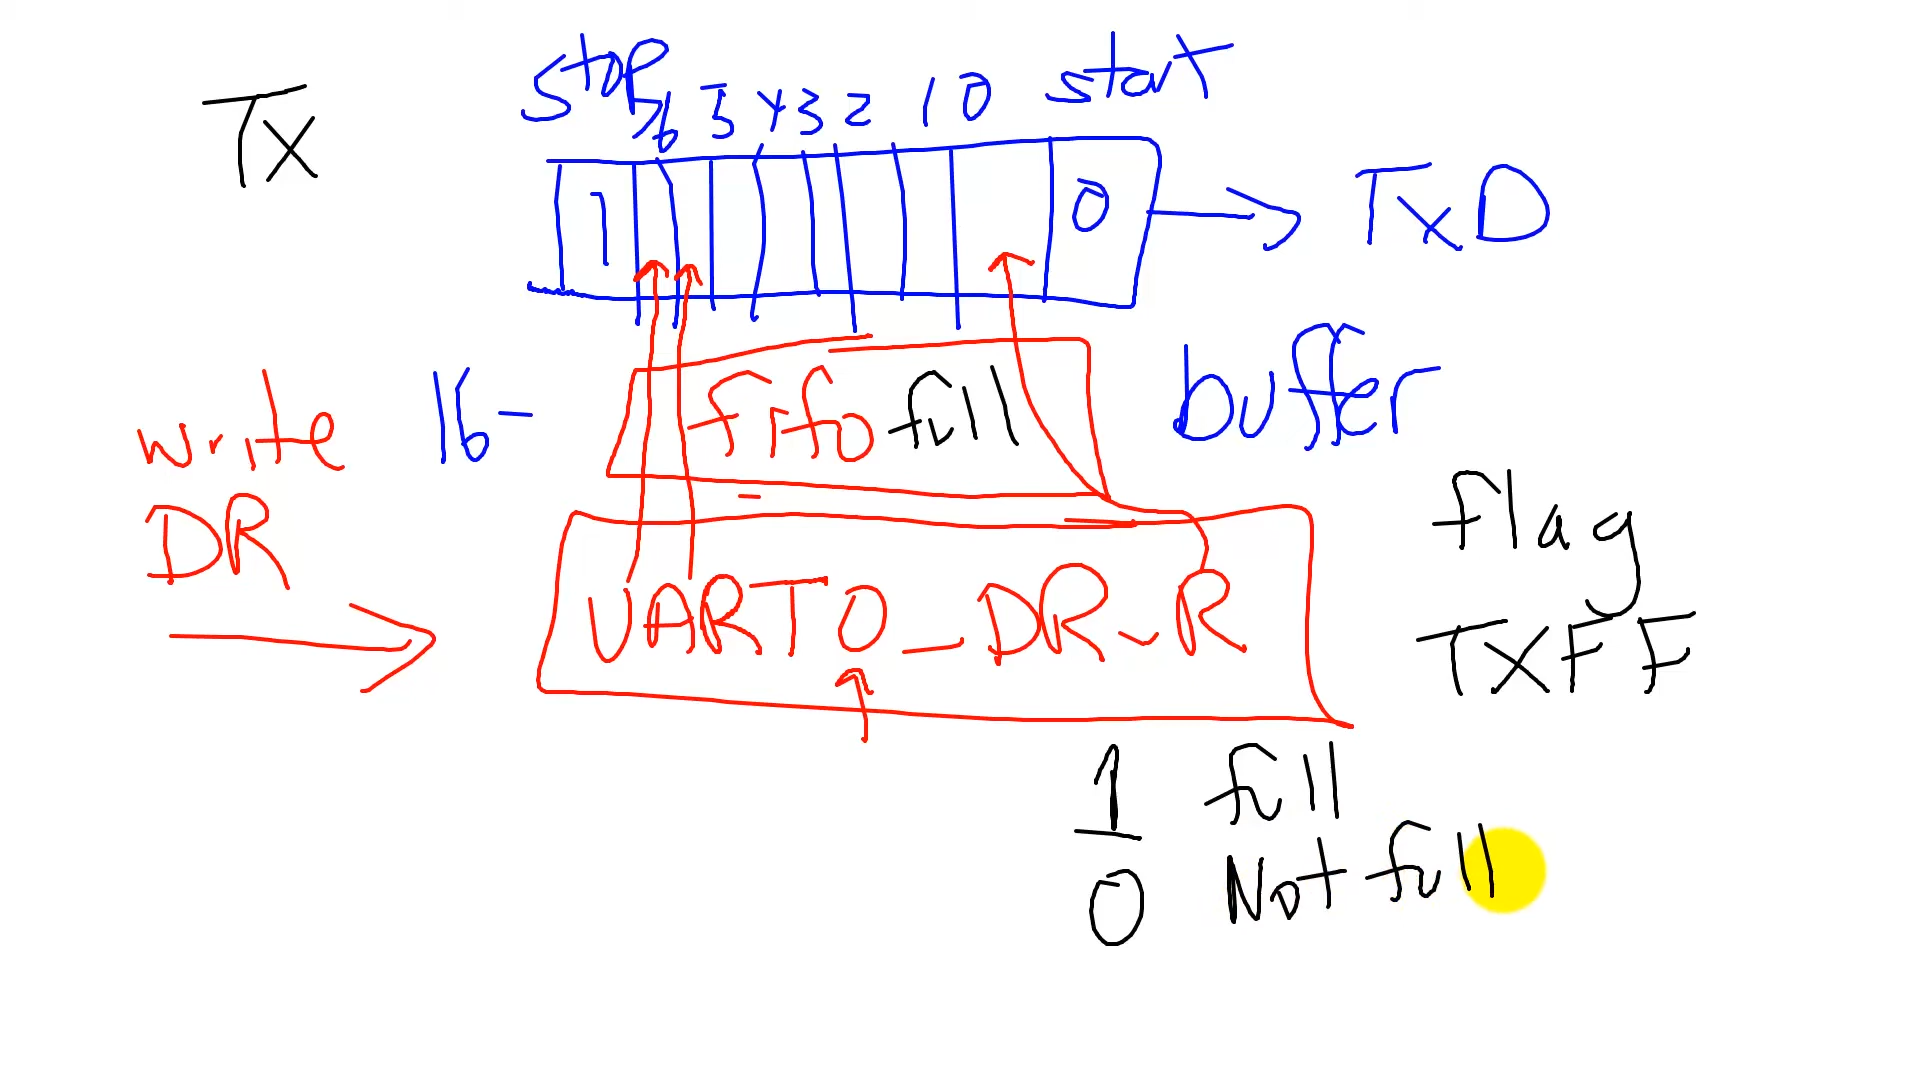 Tx
stop 7 6 5 4 3 2 1 0 start
1 0 TxD
16- fifo full buffer
write
DR
UART0_DR_R
flag
TXFF
1 full
0 Not full